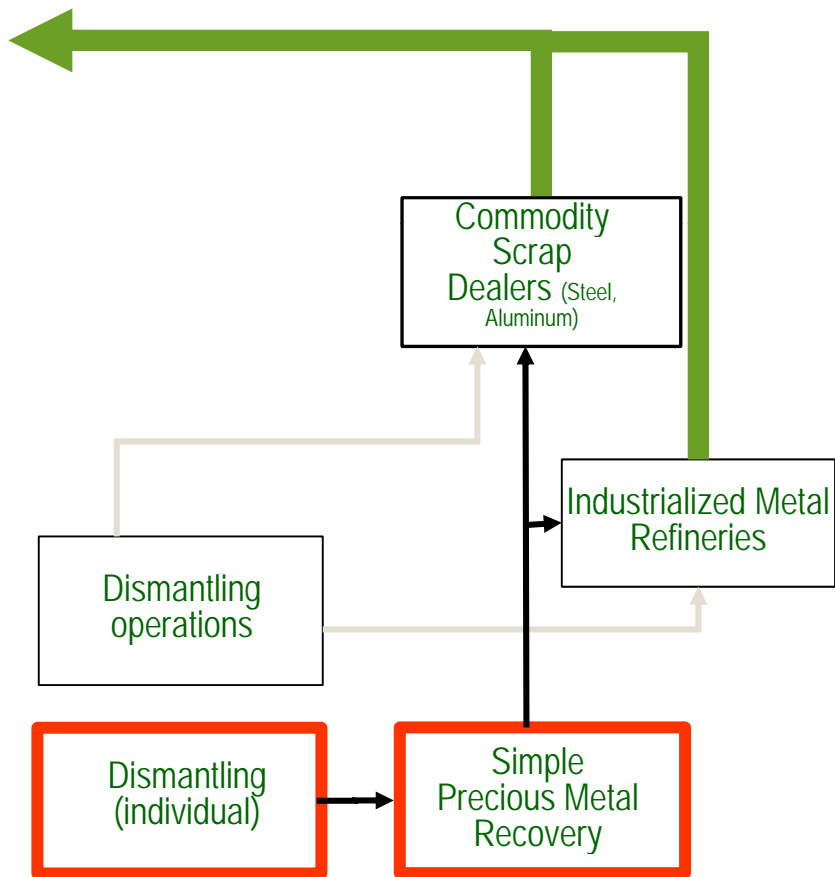 Commodity
Scrap
Dealers (Steel,
Aluminum)
Industrialized Metal
Refineries
Dismantling
operations
Dismantling
(individual)
Simple
Precious Metal
Recovery